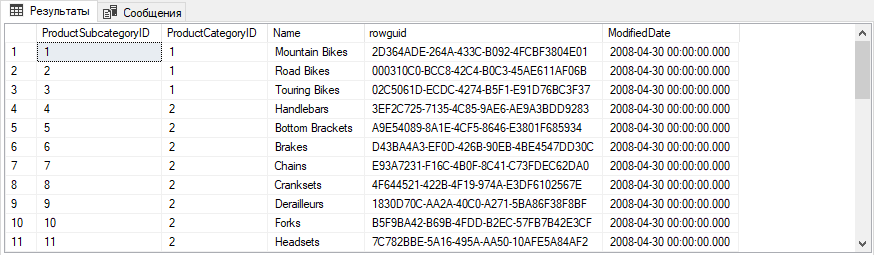 Результаты Сообщения
ProductSubcategoryID ProductCategoryID Name rowguid ModifiedDate
1 1 1 Mountain Bikes 2D364ADE-264A-433C-B092-4FCBF3804E01 2008-04-30 00:00:00.000
2 2 1 Road Bikes 000310C0-BCC8-42C4-B0C3-45AE611AF06B 2008-04-30 00:00:00.000
3 3 1 Touring Bikes 02C5061D-ECDC-4274-B5F1-E91D76BC3F37 2008-04-30 00:00:00.000
4 4 2 Handlebars 3EF2C725-7135-4C85-9AE6-AE9A3BDD9283 2008-04-30 00:00:00.000
5 5 2 Bottom Brackets A9E54089-8A1E-4CF5-8646-E3801F685934 2008-04-30 00:00:00.000
6 6 2 Brakes D43BA4A3-EF0D-426B-90EB-4BE4547DD30C 2008-04-30 00:00:00.000
7 7 2 Chains E93A7231-F16C-4B0F-8C41-C73FDEC62DA0 2008-04-30 00:00:00.000
8 8 2 Cranksets 4F644521-422B-4F19-974A-E3DF6102567E 2008-04-30 00:00:00.000
9 9 2 Derailleurs 1830D70C-AA2A-40C0-A271-5BA86F38F8BF 2008-04-30 00:00:00.000
10 10 2 Forks B5F9BA42-B69B-4FDD-B2EC-57FB7B42E3CF 2008-04-30 00:00:00.000
11 11 2 Headsets 7C782BBE-5A16-495A-AA50-10AFE5A84AF2 2008-04-30 00:00:00.000